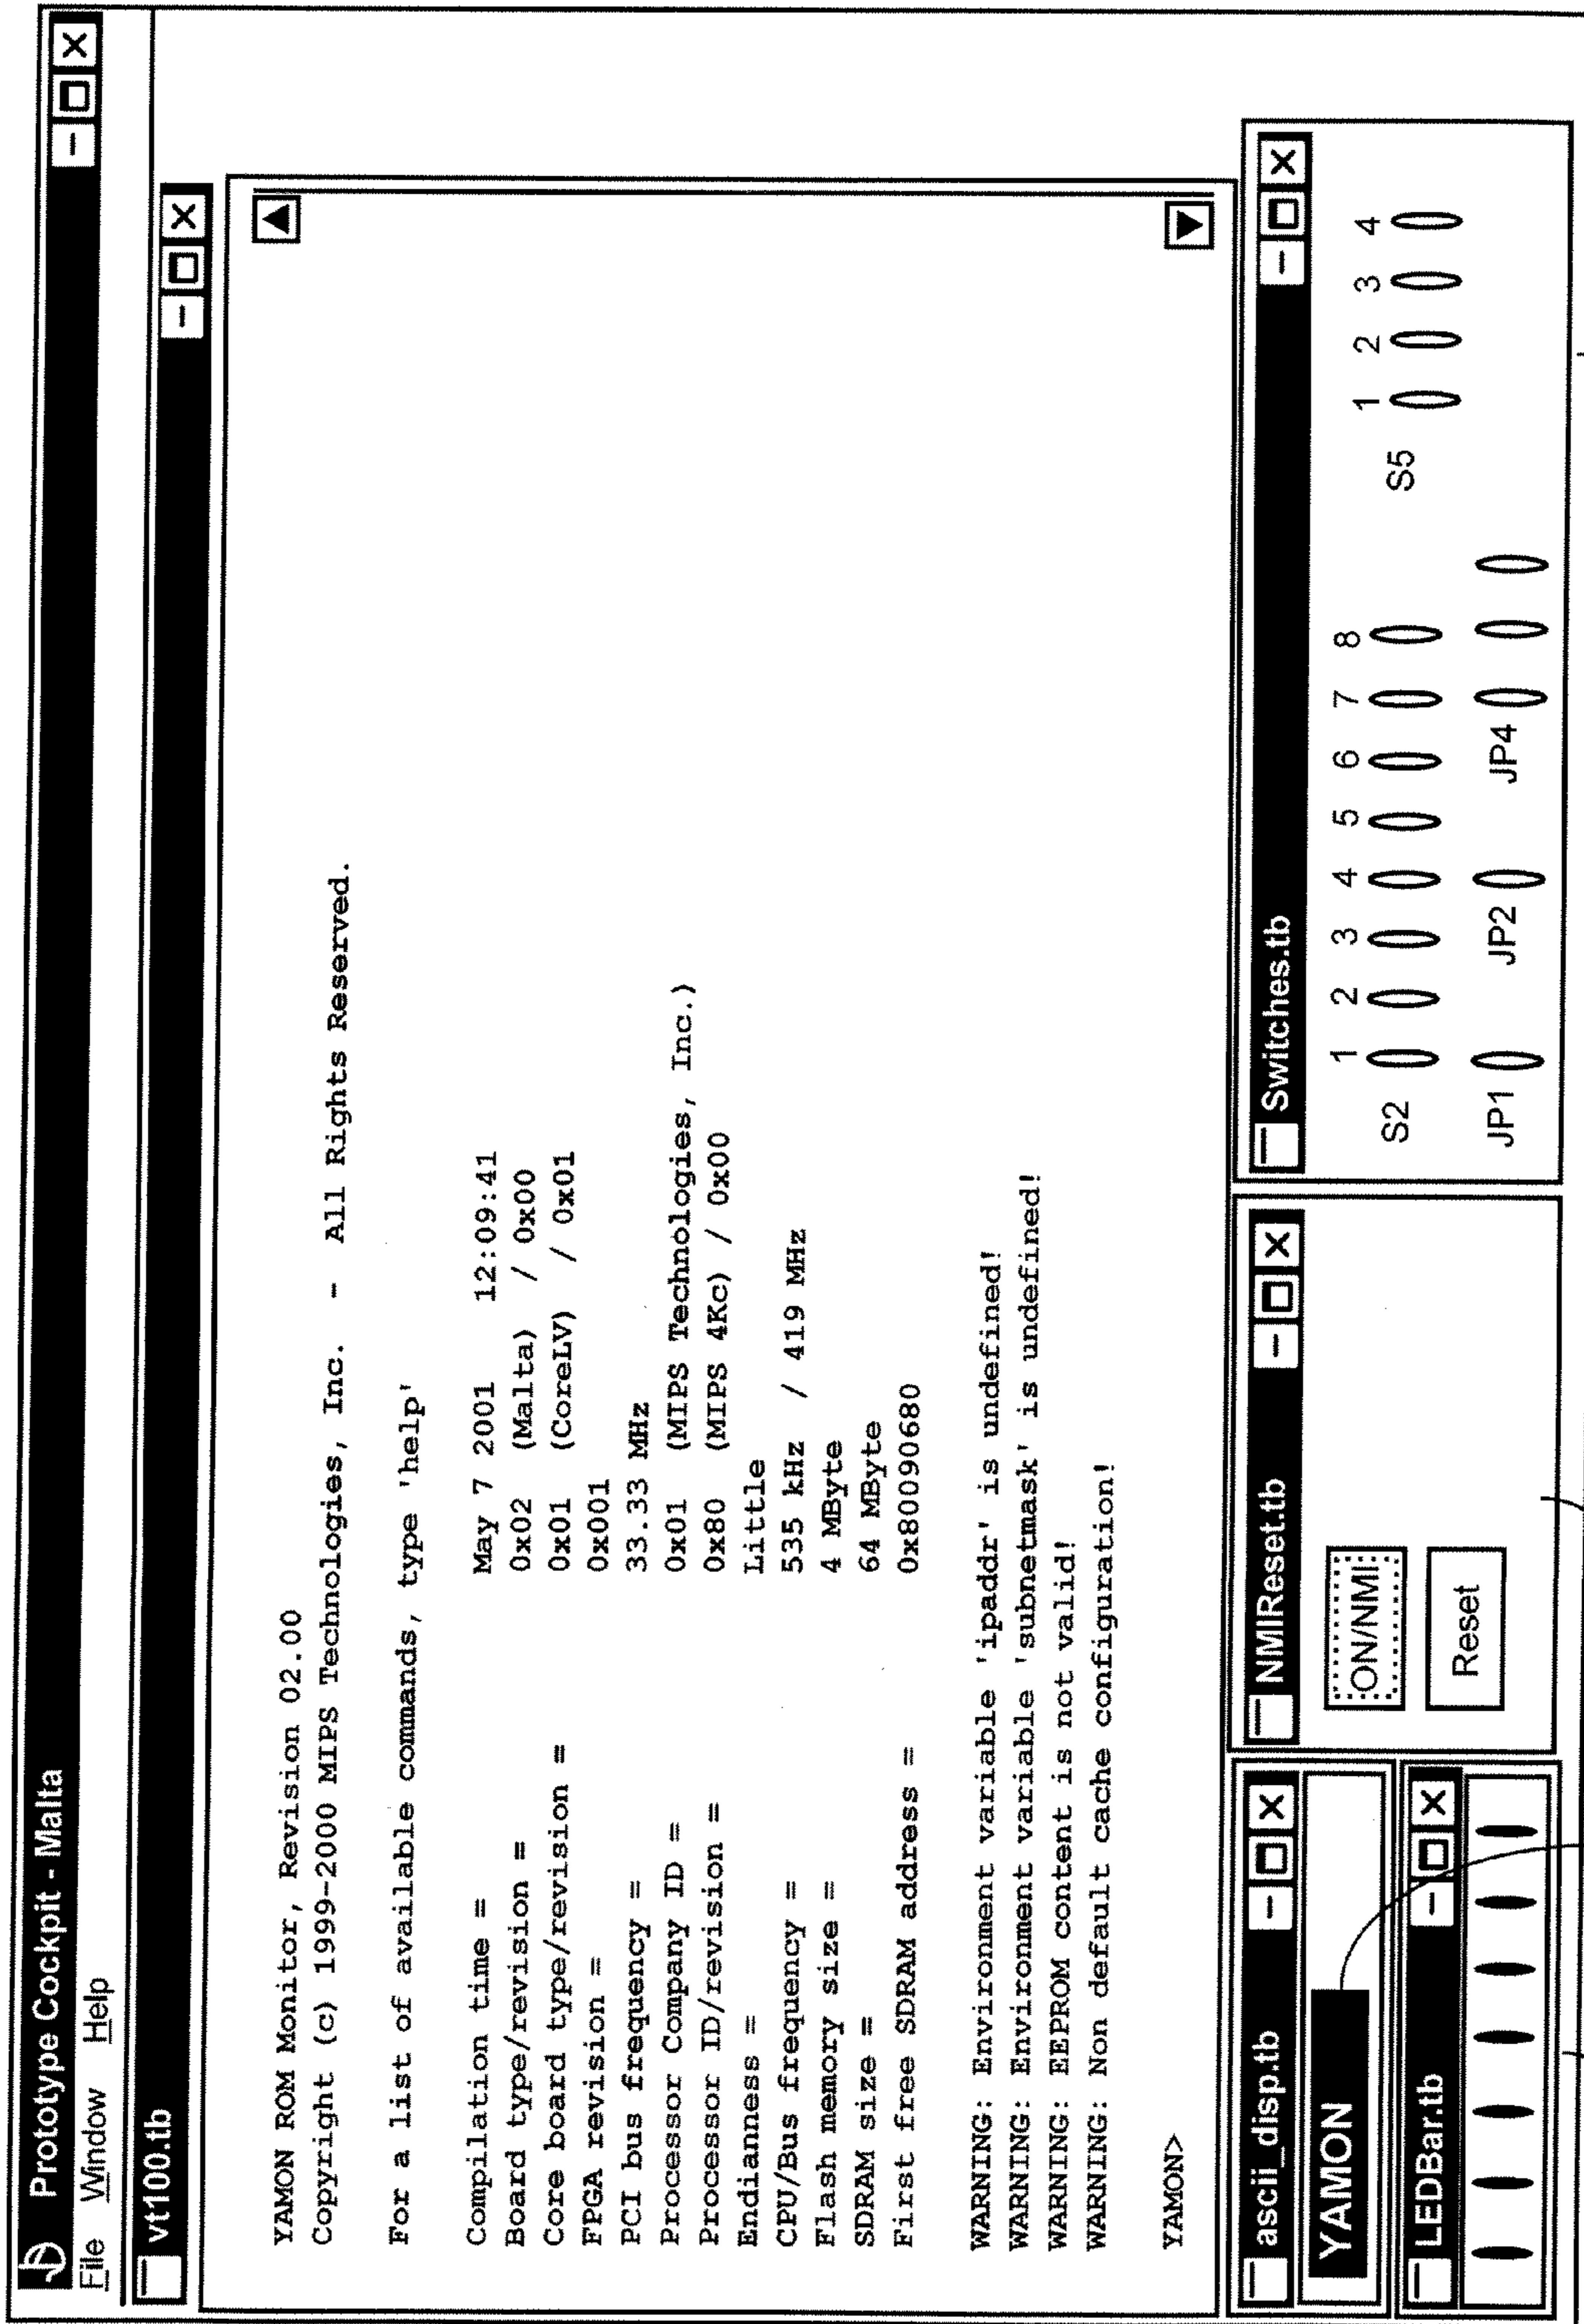 Prototype Cockpit - Malta
File Window Help
vt100.tb
YAMON ROM Monitor, Revision 02.00
Copyright (c) 1999-2000 MIPS Technologies, Inc. - All Rights Reserved.
For a list of available commands, type 'help'
Compilation time = May 7 2001 12:09:41
Board type/revision = 0x02 (Malta) / 0x00
Core board type/revision = 0x01 (CoreLV) / 0x01
FPGA revision = 0x001
PCI bus frequency = 33.33 MHz
Processor Company ID = 0x01 (MIPS Technologies, Inc.)
Processor ID/revision = 0x80 (MIPS 4Kc) / 0x00
Endianness = Little
CPU/Bus frequency = 535 kHz / 419 MHz
Flash memory size = 4 MByte
SDRAM size = 64 MByte
First free SDRAM address = 0x80090680
WARNING: Environment variable 'ipaddr' is undefined!
WARNING: Environment variable 'subnetmask' is undefined!
WARNING: EEPROM content is not valid!
WARNING: Non default cache configuration!
YAMON>
ascii_disp.tb
YAMON
LEDBar.tb
NMIReset.tb
ON/NMI
Reset
Switches.tb
1 2 3 4 5 6 7 8
S2
1 2 3 4
S5
JP1 JP2 JP4